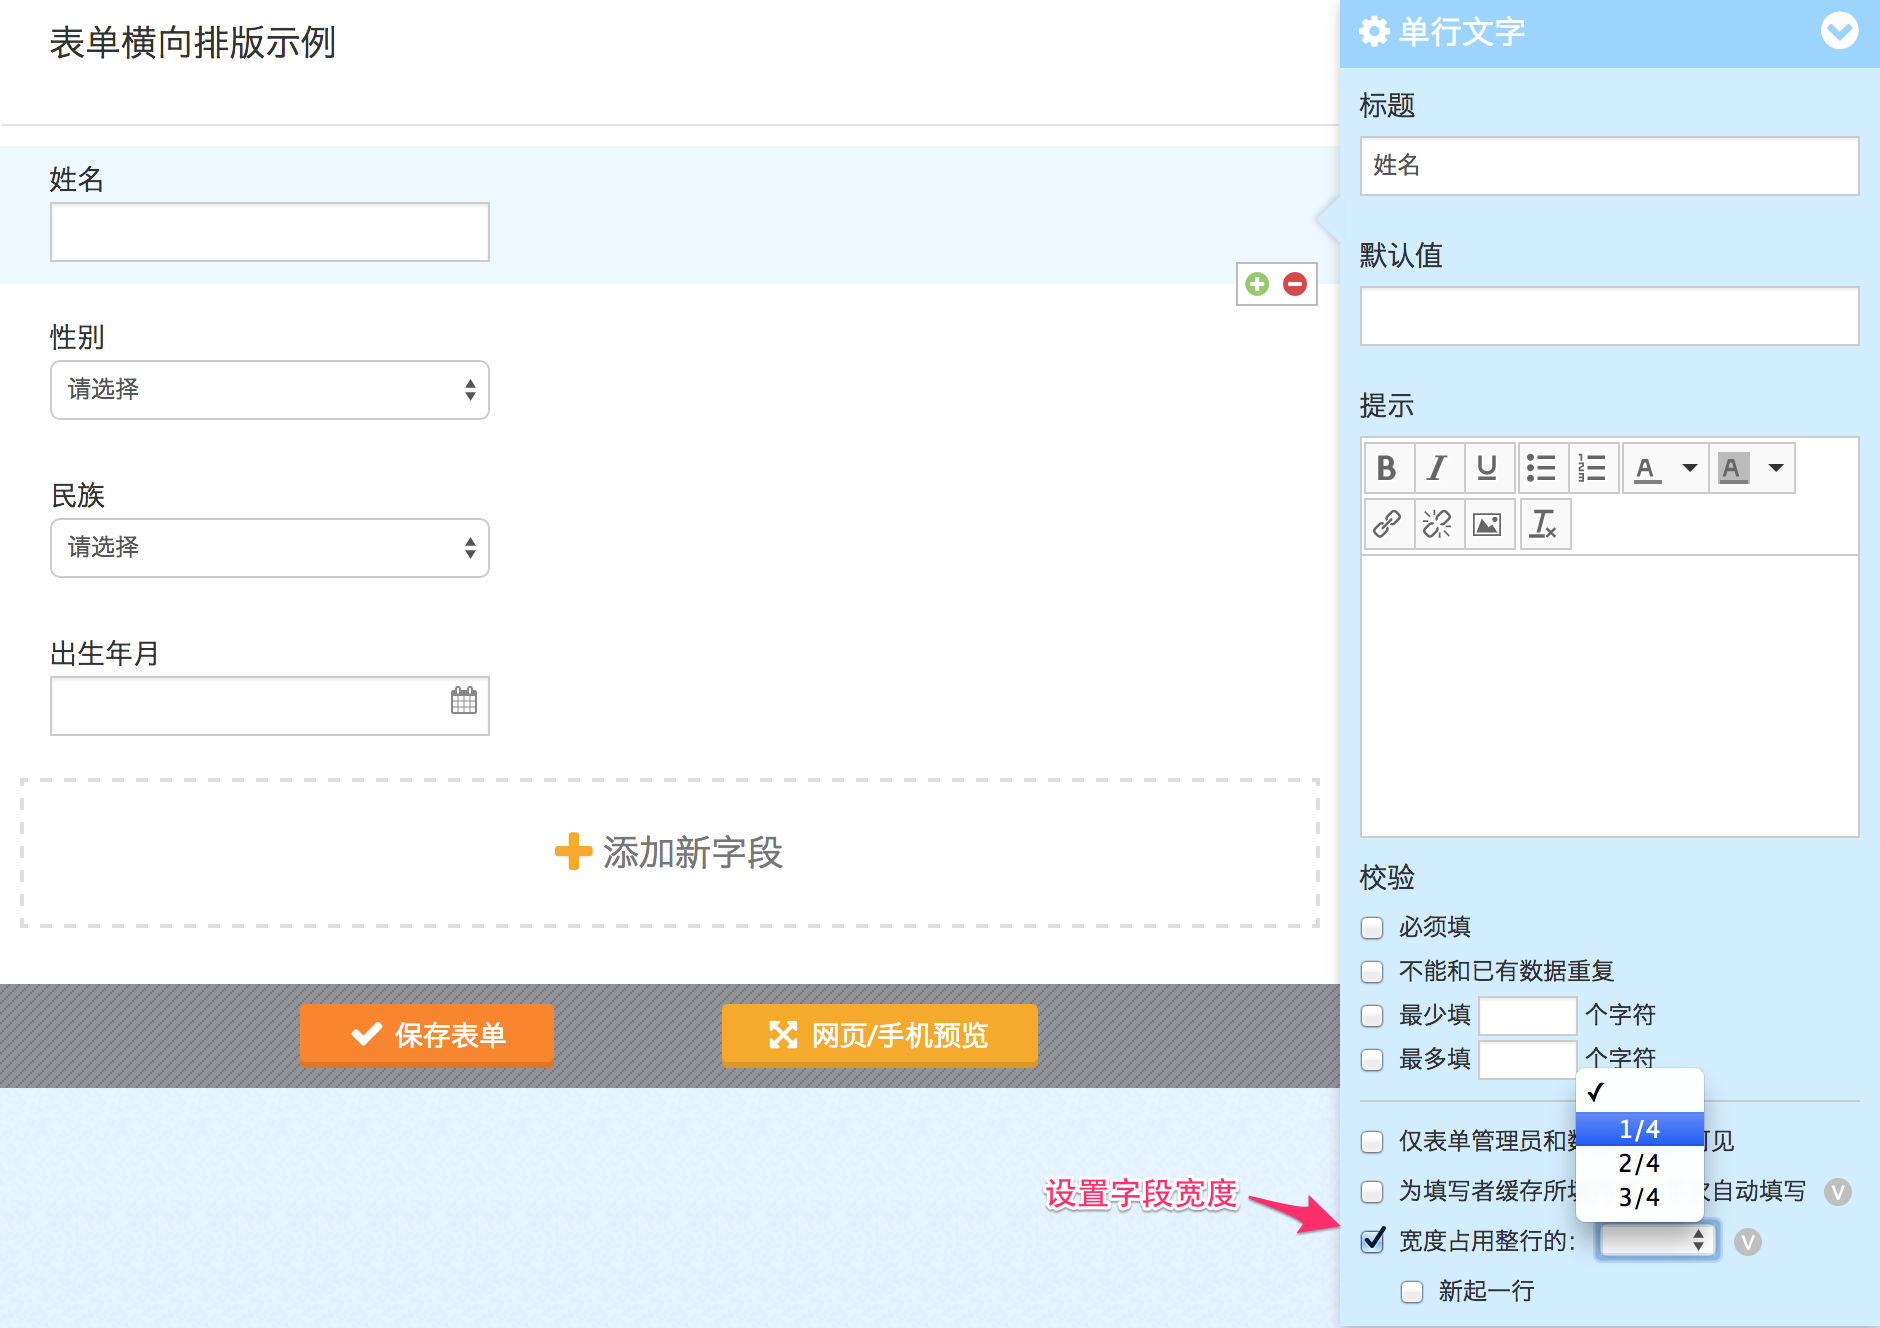 表单横向排版示例
姓名
性别
请选择
民族
请选择
出生年月
添加新字段
保存表单
网页/手机预览
设置字段宽度
单行文字
标题
姓名
默认值
提示
B I U A A
校验
必须填
不能和已有数据重复
最少填 个字符
最多填 个字符
1/4
2/4
3/4
仅表单管理员和 可见
为填写者缓存所 自动填写 V
宽度占用整行的: V
新起一行